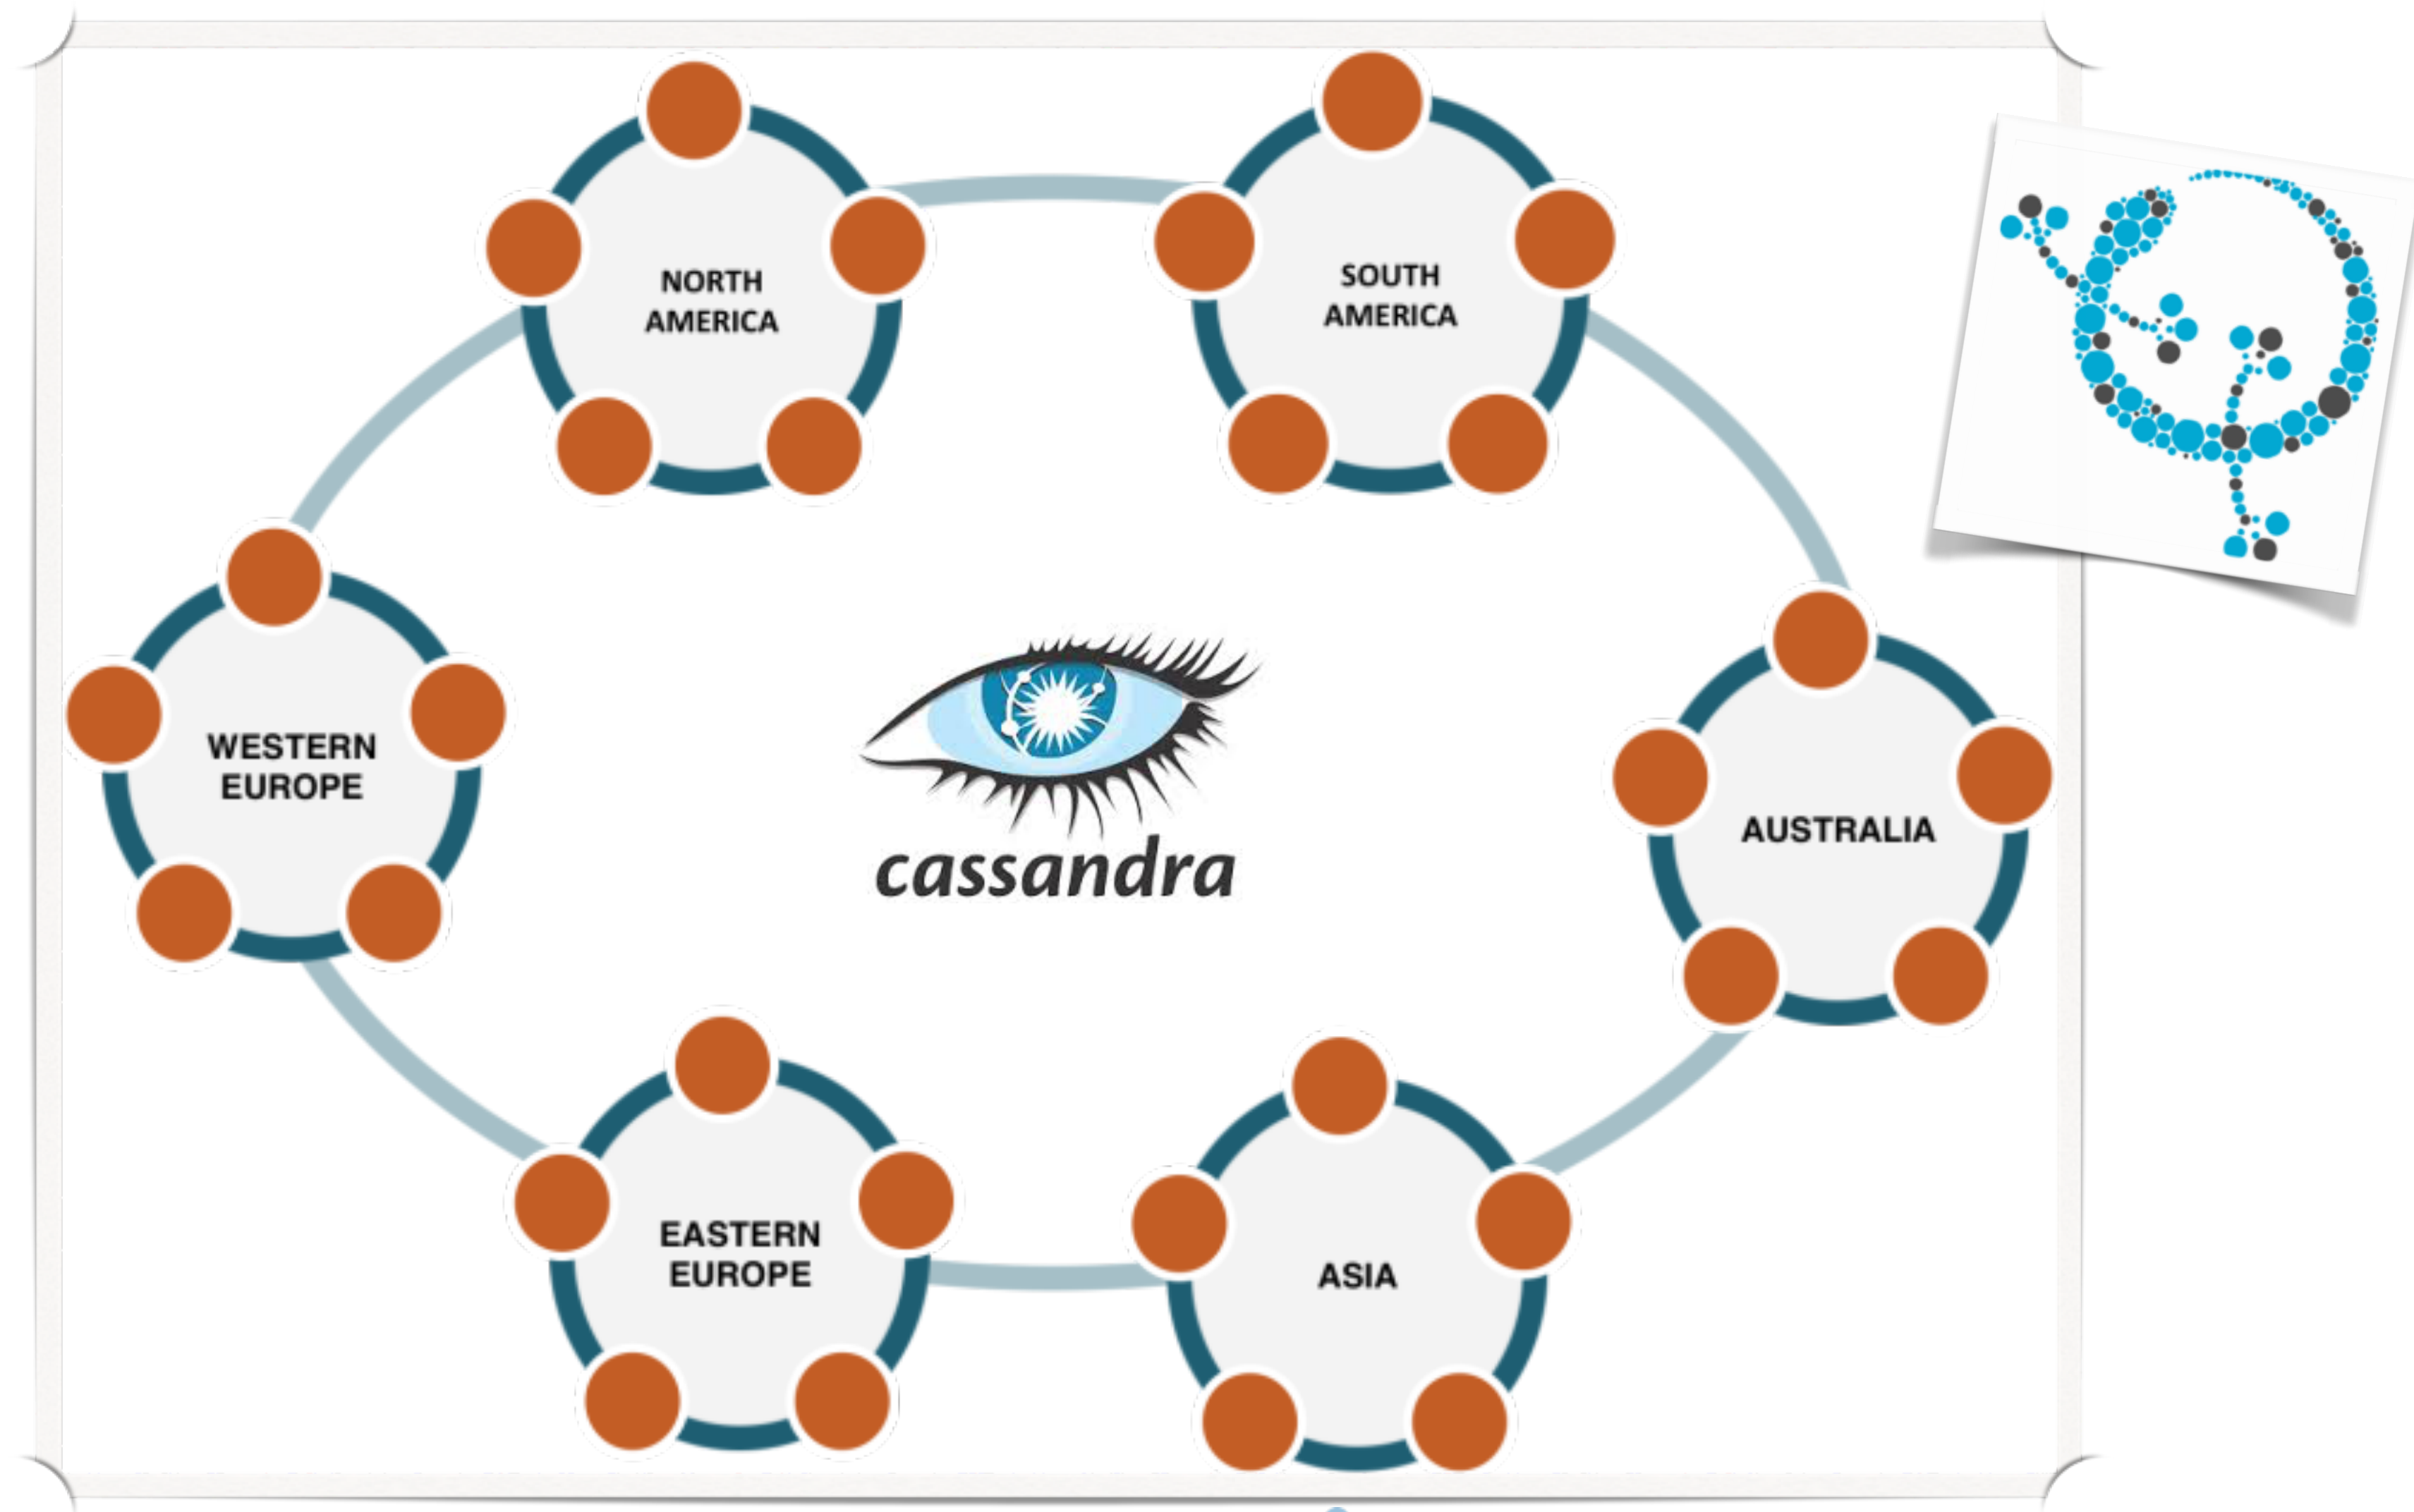 NORTH
AMERICA
SOUTH
AMERICA
WESTERN
EUROPE
cassandra
AUSTRALIA
EASTERN
EUROPE
ASIA